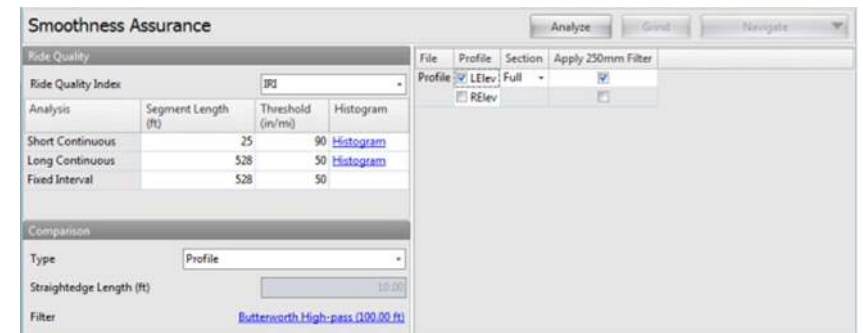 Smoothness Assurance
Analyze Grind Navigate
Ride Quality
Ride Quality Index IRI
Analysis Segment Length (ft) Threshold (in/mi) Histogram
Short Continuous 25 90 Histogram
Long Continuous 528 50 Histogram
Fixed Interval 528 50
Comparison
Type Profile
Straightedge Length (ft) 10.00
Filter Butterworth High-pass (100.00 ft)
File Profile Section Apply 250mm Filter
Profile LElev Full
RElev